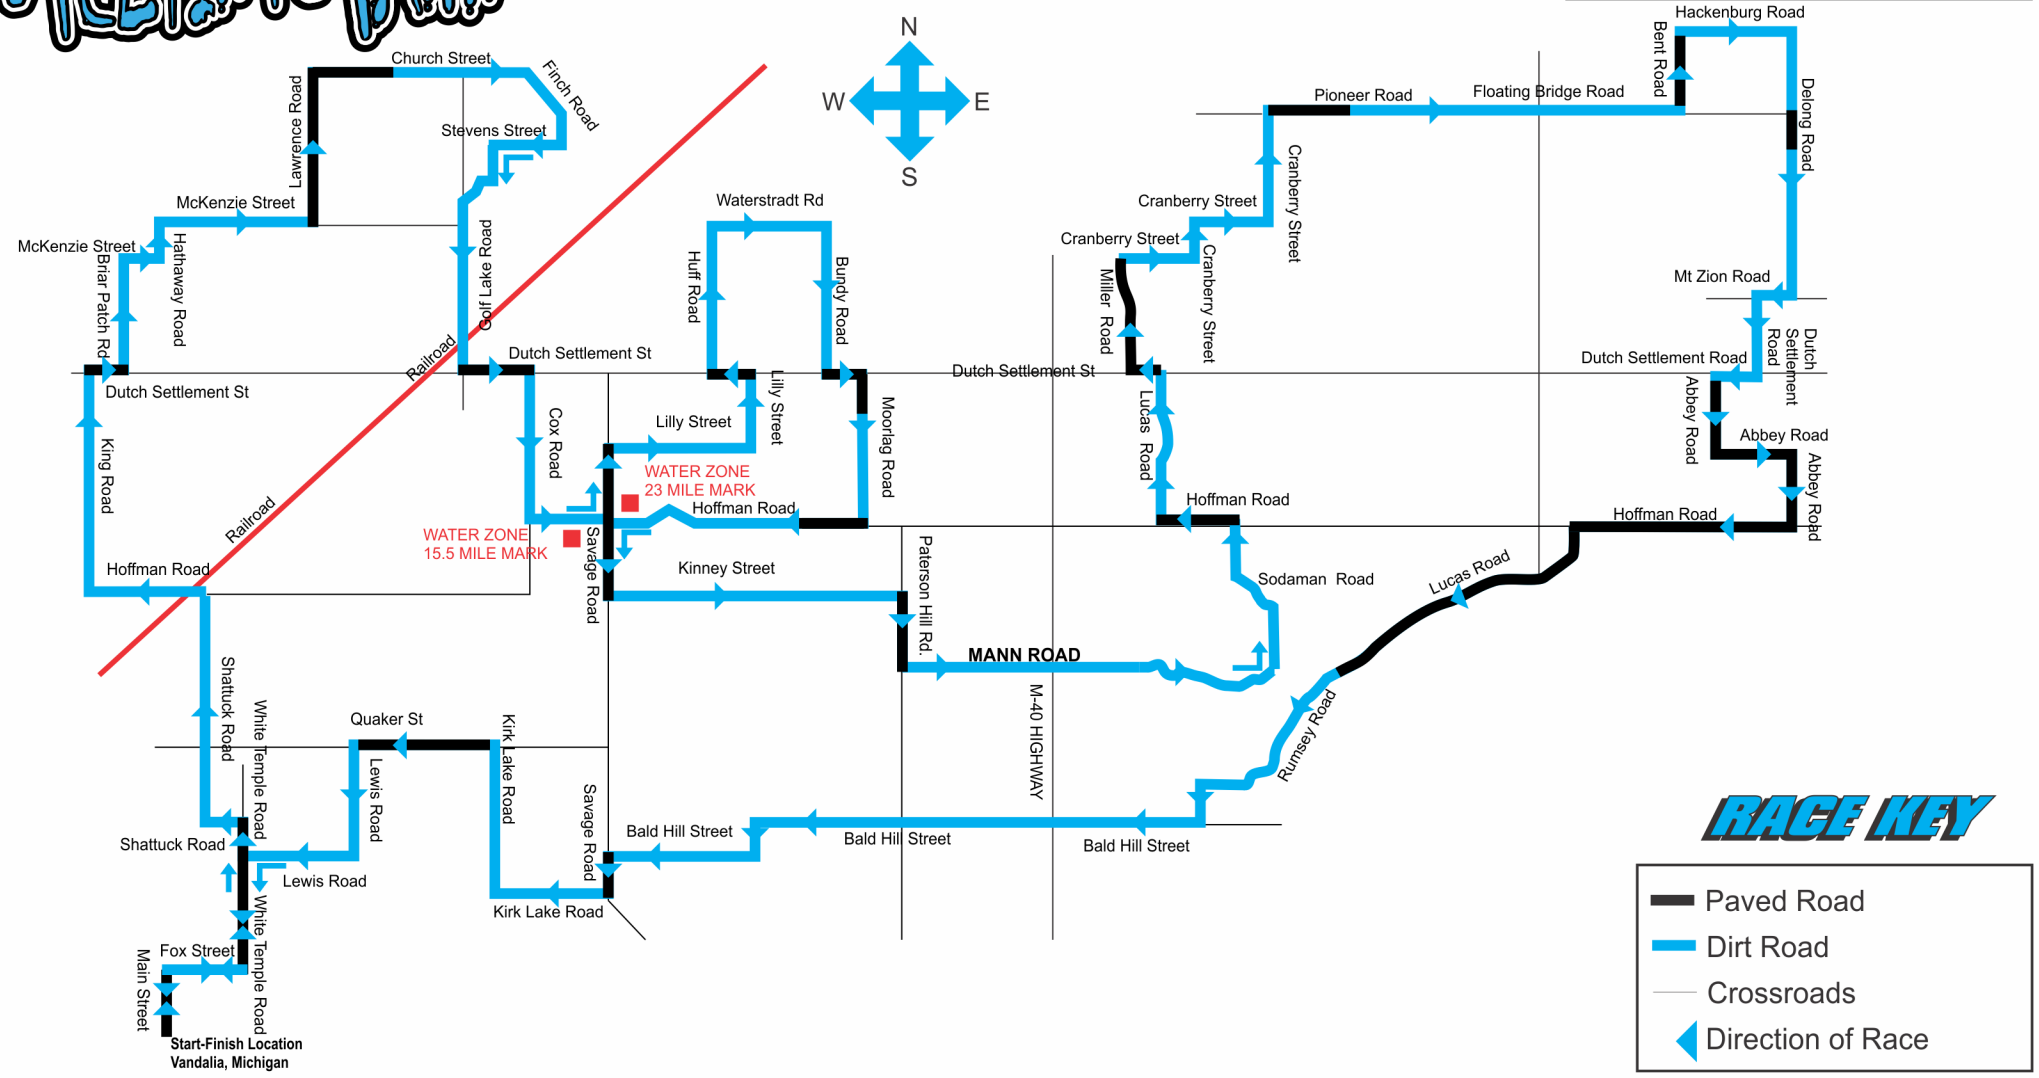 Hackenburg Road
N
W
E
S
Church Street
Finch Road
Lawrence Road
Stevens Street
McKenzie Street
McKenzie Street
Hathaway Road
Briar Patch Rd
Golf Lake Road
Railroad
Dutch Settlement St
Dutch Settlement St
King Road
Railroad
Hoffman Road
Cox Road
Waterstradt Rd
Huff Road
Bundy Road
Lilly Street
Lilly Street
WATER ZONE
23 MILE MARK
Hoffman Road
Moorlag Road
WATER ZONE
15.5 MILE MARK
Savage Road
Kinney Street
Paterson Hill Rd.
MANN ROAD
M-40 HIGHWAY
Sodaman Road
Hoffman Road
Lucas Road
Dutch Settlement St
Miller Road
Cranberry Street
Cranberry Street
Cranberry Street
Cranberry Street
Pioneer Road
Floating Bridge Road
Bent Road
Delong Road
Mt Zion Road
Dutch
Settlement
Road
Dutch Settlement Road
Abbey Road
Abbey Road
Abbey Road
Hoffman Road
Lucas Road
Rumsey Road
Bald Hill Street
Bald Hill Street
Bald Hill Street
Savage Road
Kirk Lake Road
Kirk Lake Road
Quaker St
Lewis Road
Lewis Road
Shattuck Road
White Temple Road
Shattuck Road
White Temple Road
Fox Street
Main Street
Start-Finish Location
Vandalia, Michigan
RACE KEY
Paved Road
Dirt Road
Crossroads
Direction of Race